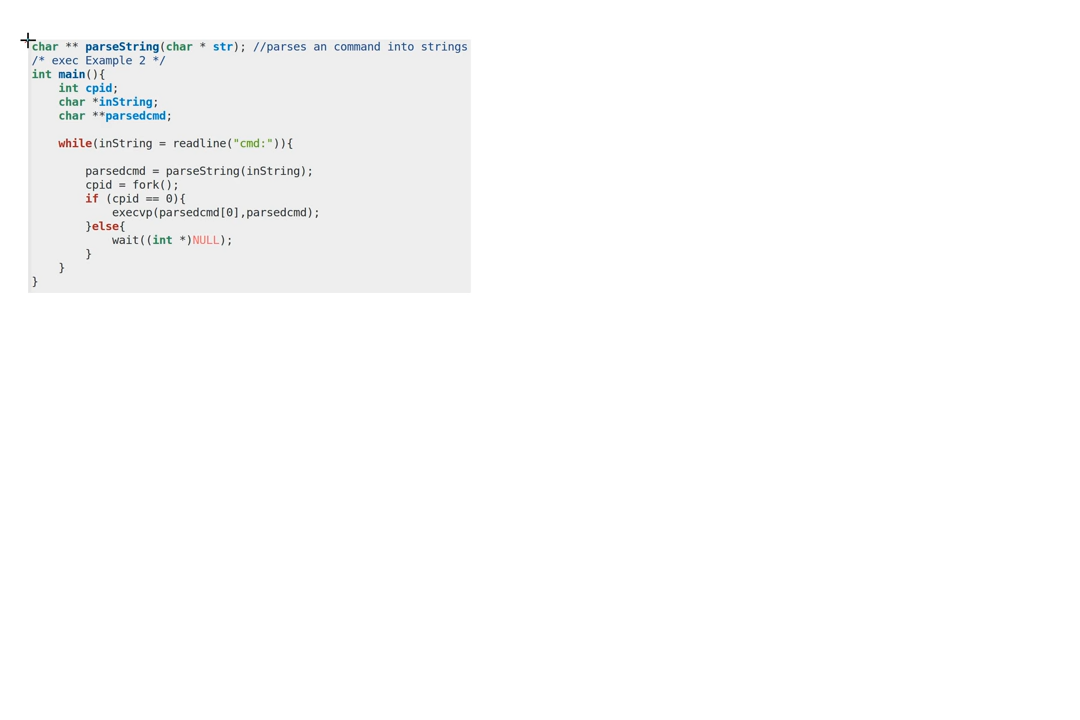 char ** parseString(char * str); //parses an command into strings
/* exec Example 2 */
int main(){
    int cpid;
    char *inString;
    char **parsedcmd;

    while(inString = readline("cmd:")){

        parsedcmd = parseString(inString);
        cpid = fork();
        if (cpid == 0){
            execvp(parsedcmd[0],parsedcmd);
        }else{
            wait((int *)NULL);
        }
    }
}